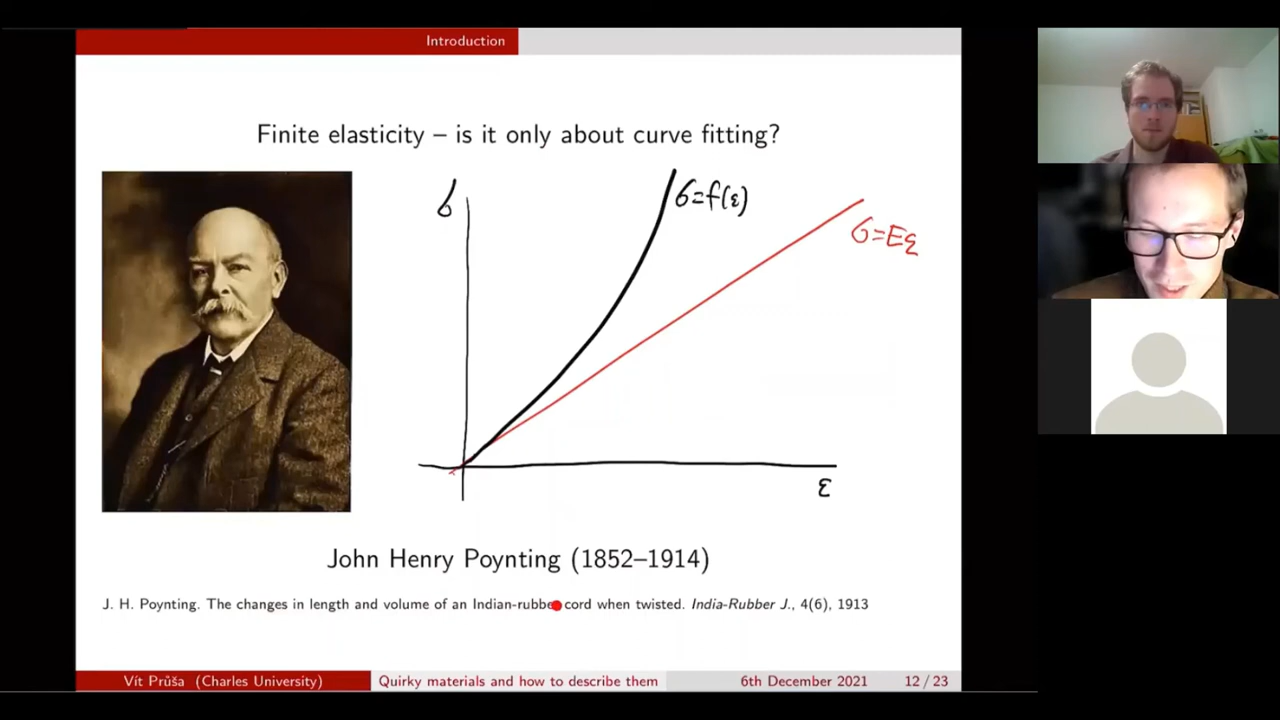 Introduction
Finite elasticity – is it only about curve fitting?
σ
σ=f(ε)
σ=Eε
ε
John Henry Poynting (1852–1914)
J. H. Poynting. The changes in length and volume of an Indian-rubber cord when twisted. India-Rubber J., 4(6), 1913
Vít Průša (Charles University) Quirky materials and how to describe them 6th December 2021 12 / 23